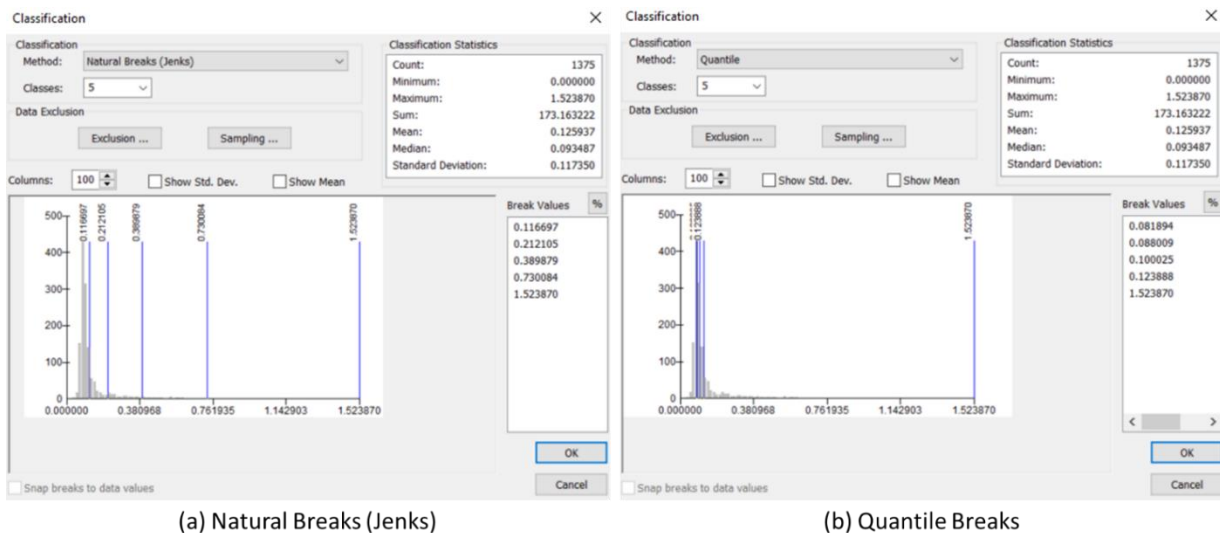 Classification
Classification
Method: Natural Breaks (Jenks)
Classes: 5
Data Exclusion
Exclusion ... Sampling ...
Classification Statistics
Count: 1375
Minimum: 0.000000
Maximum: 1.523870
Sum: 173.163222
Mean: 0.125937
Median: 0.093487
Standard Deviation: 0.117350
Columns: 100 Show Std. Dev. Show Mean
500
400
300
200
100
0
0.116697
0.212105
0.389879
0.730084
1.523870
0.000000 0.380968 0.761935 1.142903 1.523870
Break Values %
0.116697
0.212105
0.389879
0.730084
1.523870
OK
Cancel
Snap breaks to data values
(a) Natural Breaks (Jenks)
Classification
Classification
Method: Quantile
Classes: 5
Data Exclusion
Exclusion ... Sampling ...
Classification Statistics
Count: 1375
Minimum: 0.000000
Maximum: 1.523870
Sum: 173.163222
Mean: 0.125937
Median: 0.093487
Standard Deviation: 0.117350
Columns: 100 Show Std. Dev. Show Mean
500
400
300
200
100
0
0.123888
1.523870
0.000000 0.380968 0.761935 1.142903 1.523870
Break Values %
0.081894
0.088009
0.100025
0.123888
1.523870
OK
Cancel
Snap breaks to data values
(b) Quantile Breaks